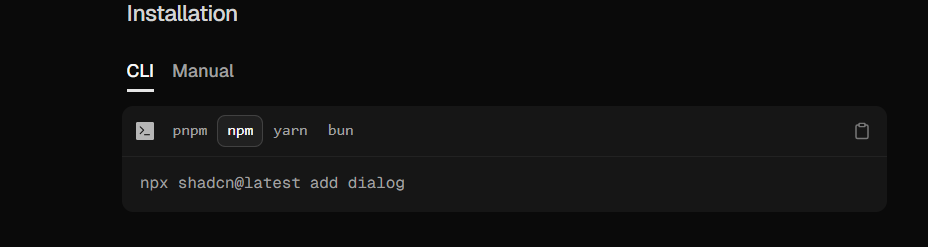 Installation
CLI Manual
pnpm npm yarn bun
npx shadcn@latest add dialog